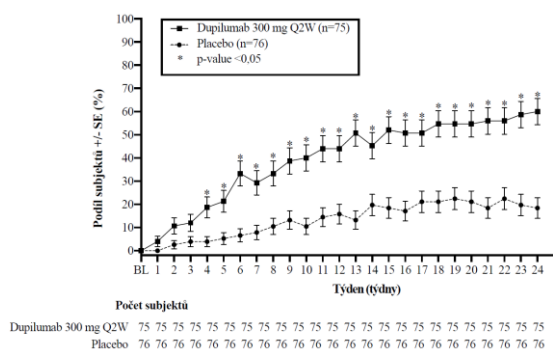 100
90
80
70
60
50
40
30
20
10
0
Podíl subjektů +/- SE (%)
Dupilumab 300 mg Q2W (n=75)
Placebo (n=76)
* p-value <0,05
* * * * * * * * * * * * * * * * * * * * *
BL 1 2 3 4 5 6 7 8 9 10 11 12 13 14 15 16 17 18 19 20 21 22 23 24
Týden (týdny)
Počet subjektů
Dupilumab 300 mg Q2W 75 75 75 75 75 75 75 75 75 75 75 75 75 75 75 75 75 75 75 75 75 75 75 75 75
Placebo 76 76 76 76 76 76 76 76 76 76 76 76 76 76 76 76 76 76 76 76 76 76 76 76 76